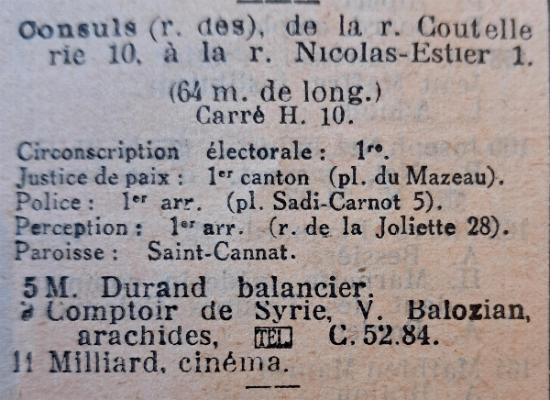 Consuls (r. des), de la r. Coutelle
rie 10, à la r. Nicolas-Estier 1.
(64 m. de long.)
Carré H. 10.
Circonscription électorale : 1re.
Justice de paix : 1er canton (pl. du Mazeau).
Police : 1er arr. (pl. Sadi-Carnot 5).
Perception : 1er arr. (r. de la Joliette 28).
Paroisse : Saint-Cannat.
5 M. Durand balancier.
Comptoir de Syrie, V. Balozian,
arachides, TEL. C. 52.84.
11 Milliard, cinéma.